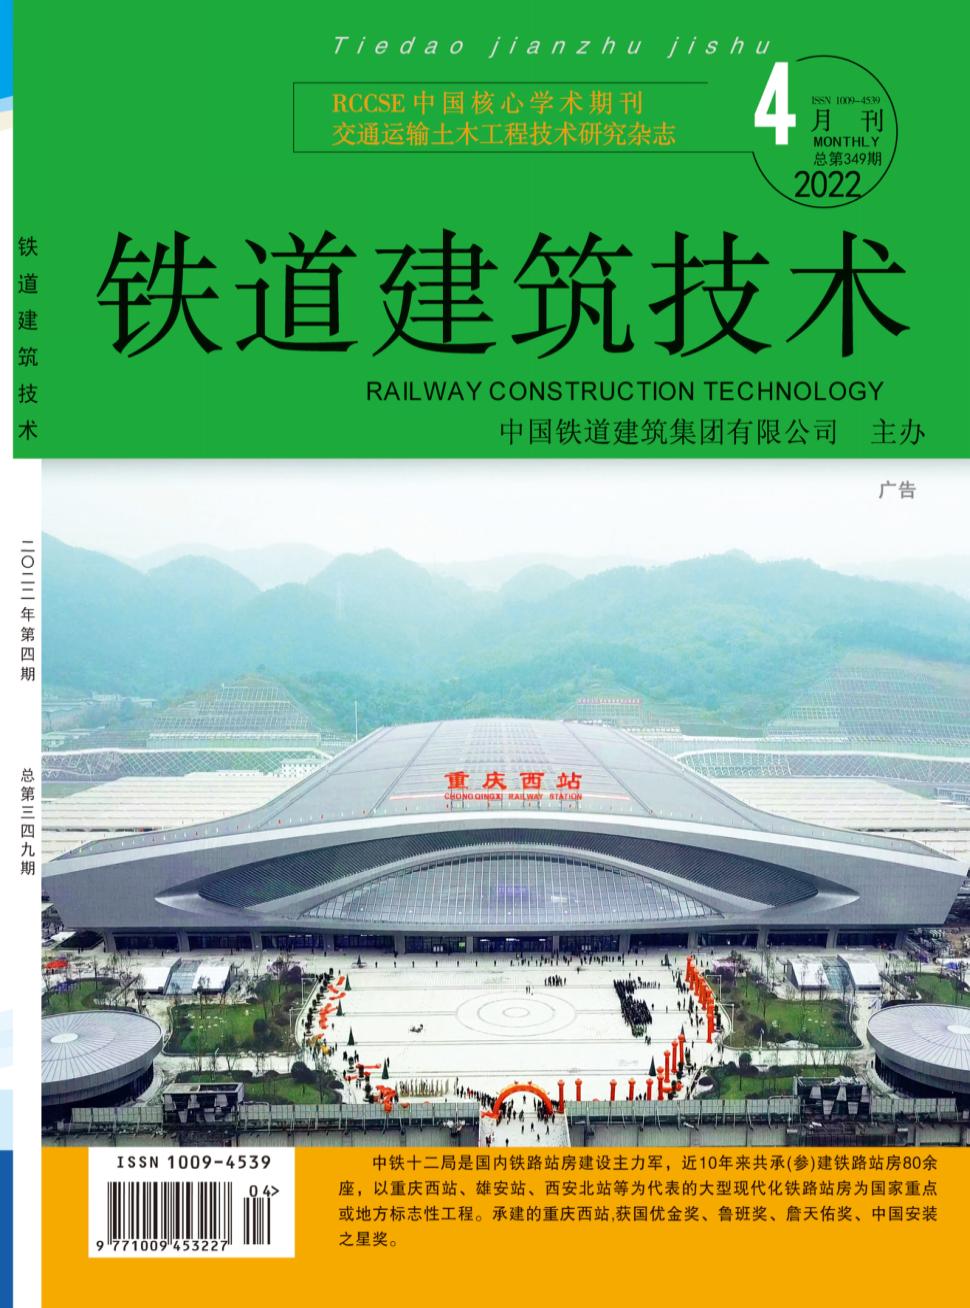 Tiedao jianzhu jishu
RCCSE 中国核心学术期刊
交通运输土木工程技术研究杂志
4
ISSN 1009-4539
月 刊
MONTHLY
总第349期
2022
铁道建筑技术
RAILWAY CONSTRUCTION TECHNOLOGY
中国铁道建筑集团有限公司 主办
铁道建筑技术
二〇二二年第四期
总第三四九期
广告
重庆西站
CHONGQINGXI RAILWAY STATION
ISSN 1009-4539
04>
9 771009 453227
中铁十二局是国内铁路站房建设主力军，近10年来共承(参)建铁路站房80余
座，以重庆西站、雄安站、西安北站等为代表的大型现代化铁路站房为国家重点
或地方标志性工程。承建的重庆西站,获国优金奖、鲁班奖、詹天佑奖、中国安装
之星奖。